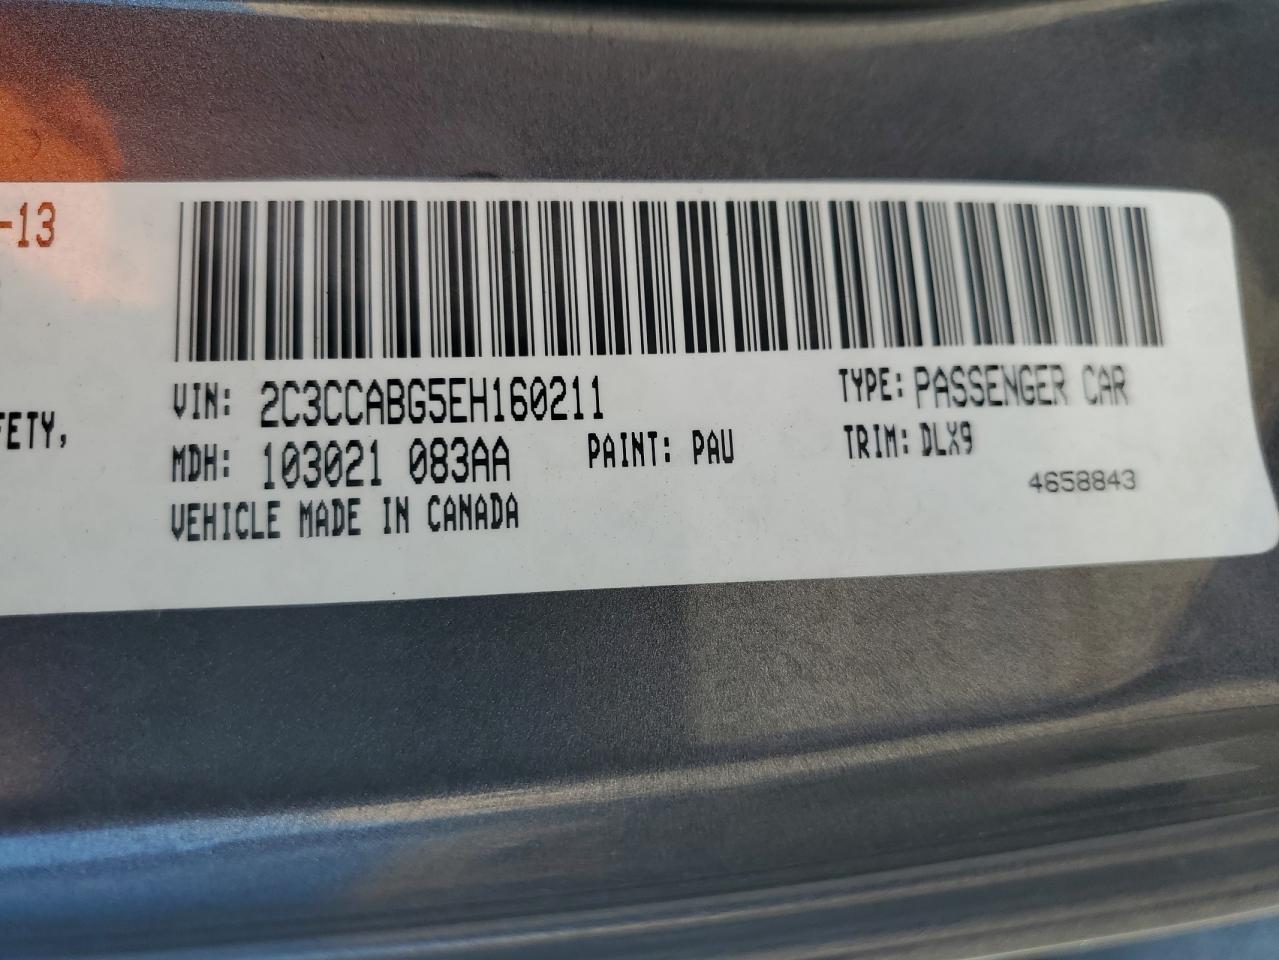 -13
FETY,
VIN: 2C3CCABG5EH160211
TYPE: PASSENGER CAR
MDH: 103021 083AA
PAINT: PAU
TRIM: DLX9
VEHICLE MADE IN CANADA
4658843